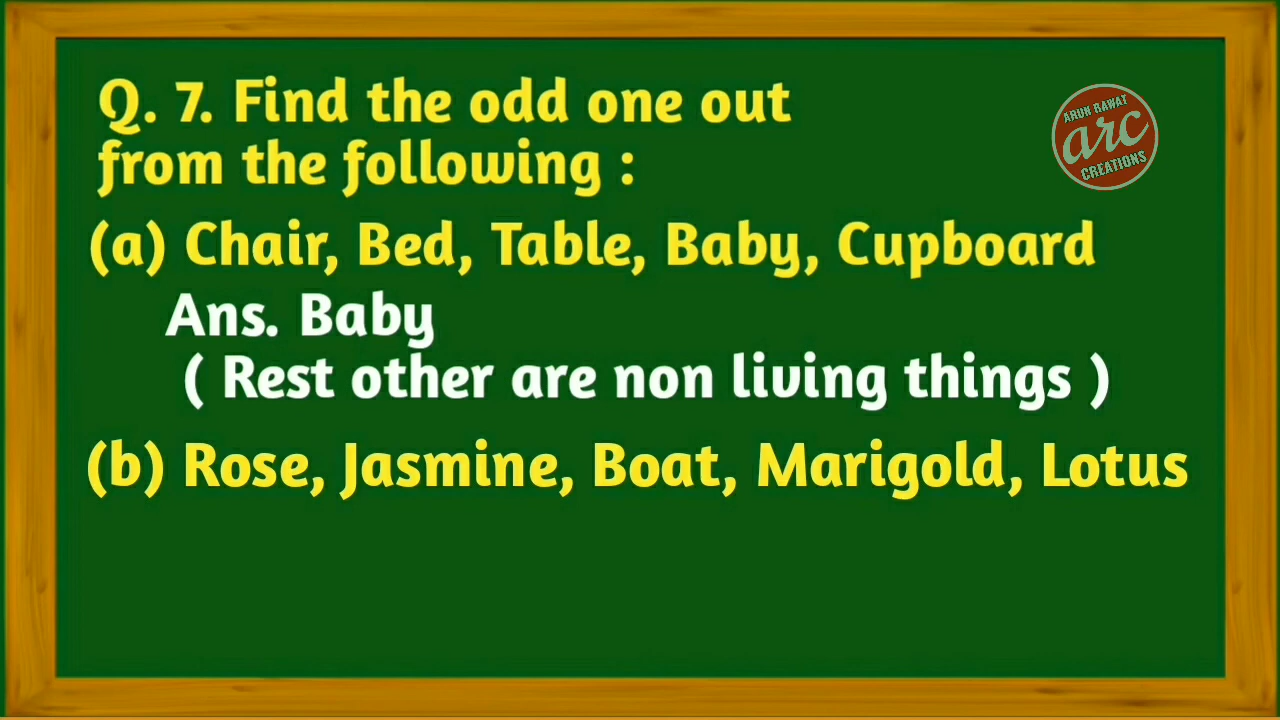 Q. 7. Find the odd one out
from the following :
ARUN RAWAT
arc
CREATIONS
(a) Chair, Bed, Table, Baby, Cupboard
Ans. Baby
( Rest other are non living things )
(b) Rose, Jasmine, Boat, Marigold, Lotus